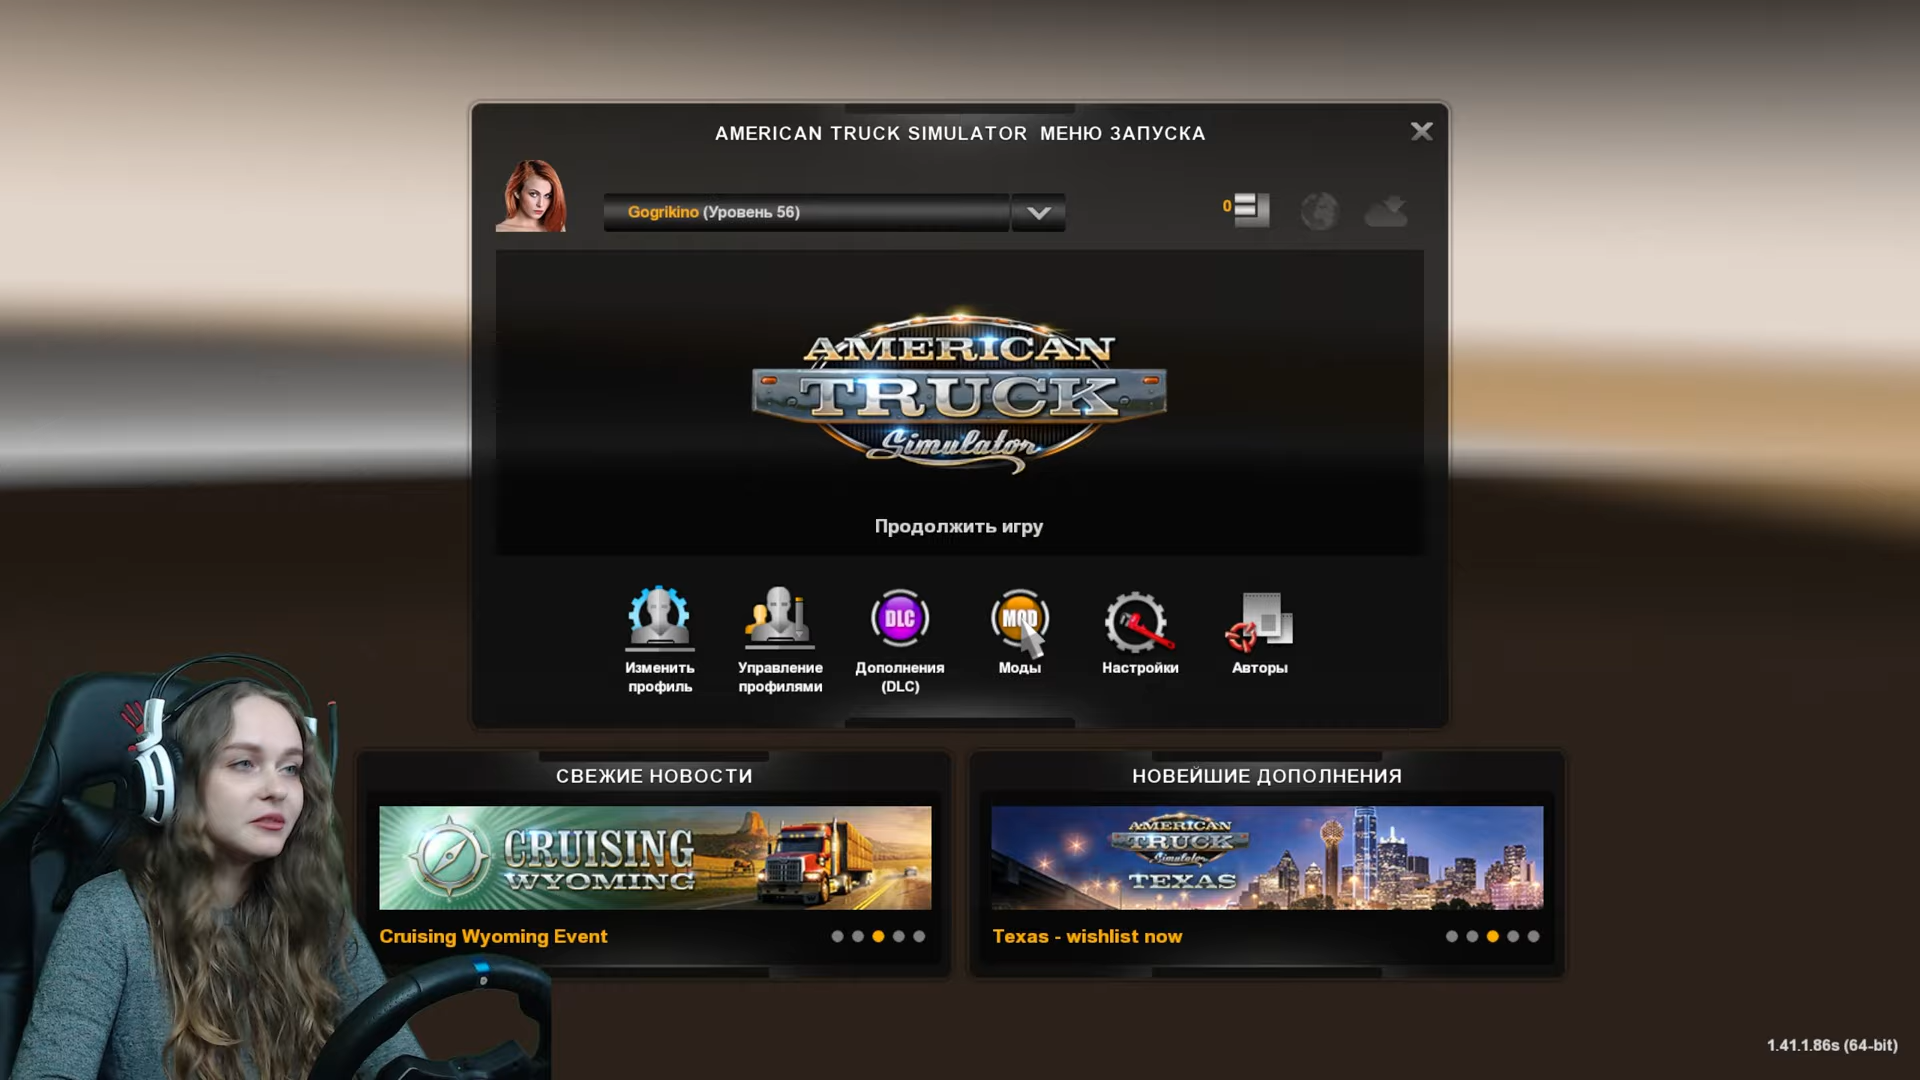 AMERICAN TRUCK SIMULATOR МЕНЮ ЗАПУСКА
Gogrikino (Уровень 56)
0
AMERICAN
TRUCK
Simulator
Продолжить игру
DLC
MOD
Изменить
профиль
Управление
профилями
Дополнения
(DLC)
Моды
Настройки
Авторы
СВЕЖИЕ НОВОСТИ
CRUISING
WYOMING
Cruising Wyoming Event
НОВЕЙШИЕ ДОПОЛНЕНИЯ
AMERICAN
TRUCK
Simulator
TEXAS
Texas - wishlist now
1.41.1.86s (64-bit)